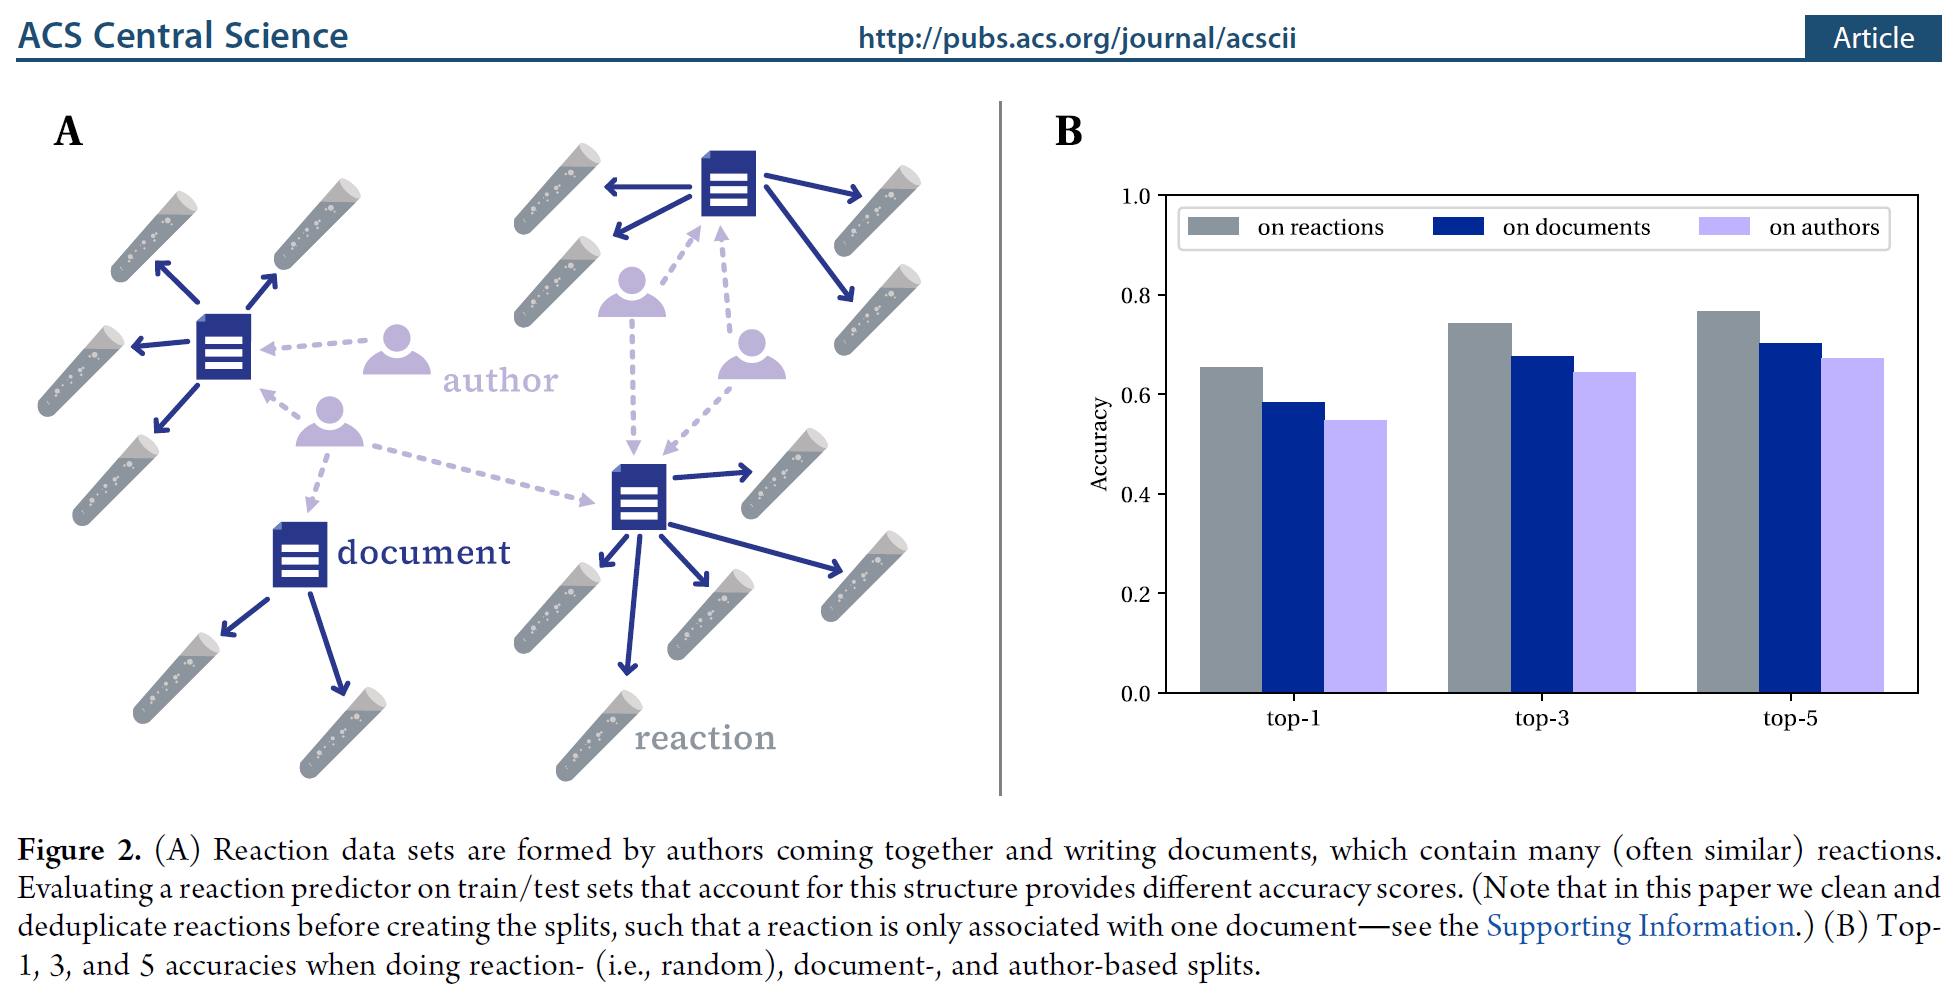 ACS Central Science
http://pubs.acs.org/journal/acscii
Article
A
author
document
reaction
B
1.0
0.8
0.6
0.4
0.2
0.0
Accuracy
on reactions
on documents
on authors
top-1
top-3
top-5
Figure 2. (A) Reaction data sets are formed by authors coming together and writing documents, which contain many (often similar) reactions.
Evaluating a reaction predictor on train/test sets that account for this structure provides different accuracy scores. (Note that in this paper we clean and
deduplicate reactions before creating the splits, such that a reaction is only associated with one document—see the Supporting Information.) (B) Top-
1, 3, and 5 accuracies when doing reaction- (i.e., random), document-, and author-based splits.